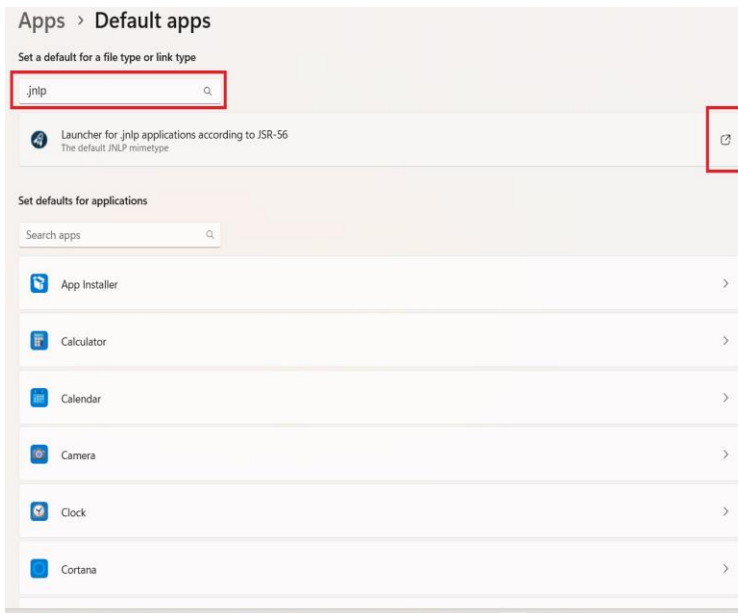 Apps > Default apps
Set a default for a file type or link type
.jnlp
Launcher for .jnlp applications according to JSR-56
The default JNLP mimetype
Set defaults for applications
Search apps
App Installer
Calculator
Calendar
Camera
Clock
Cortana